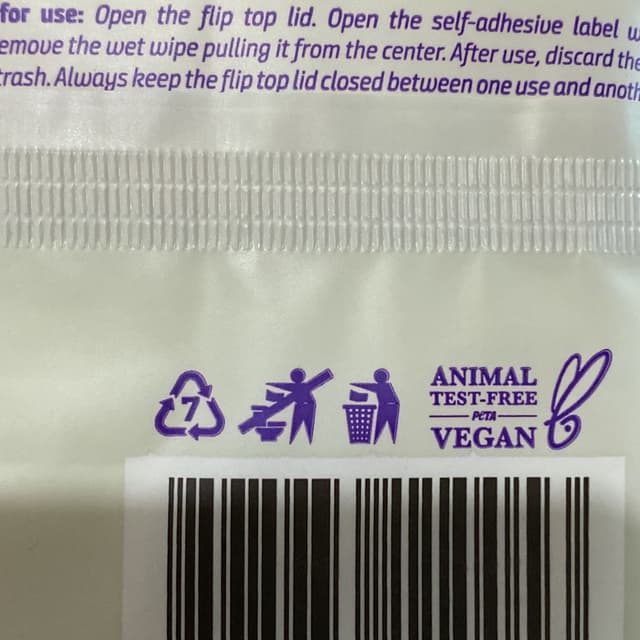 for use: Open the flip top lid. Open the self-adhesive label
emove the wet wipe pulling it from the center. After use, discard the
trash. Always keep the flip top lid closed between one use and anoth
7
ANIMAL
TEST-FREE
PeTA
VEGAN